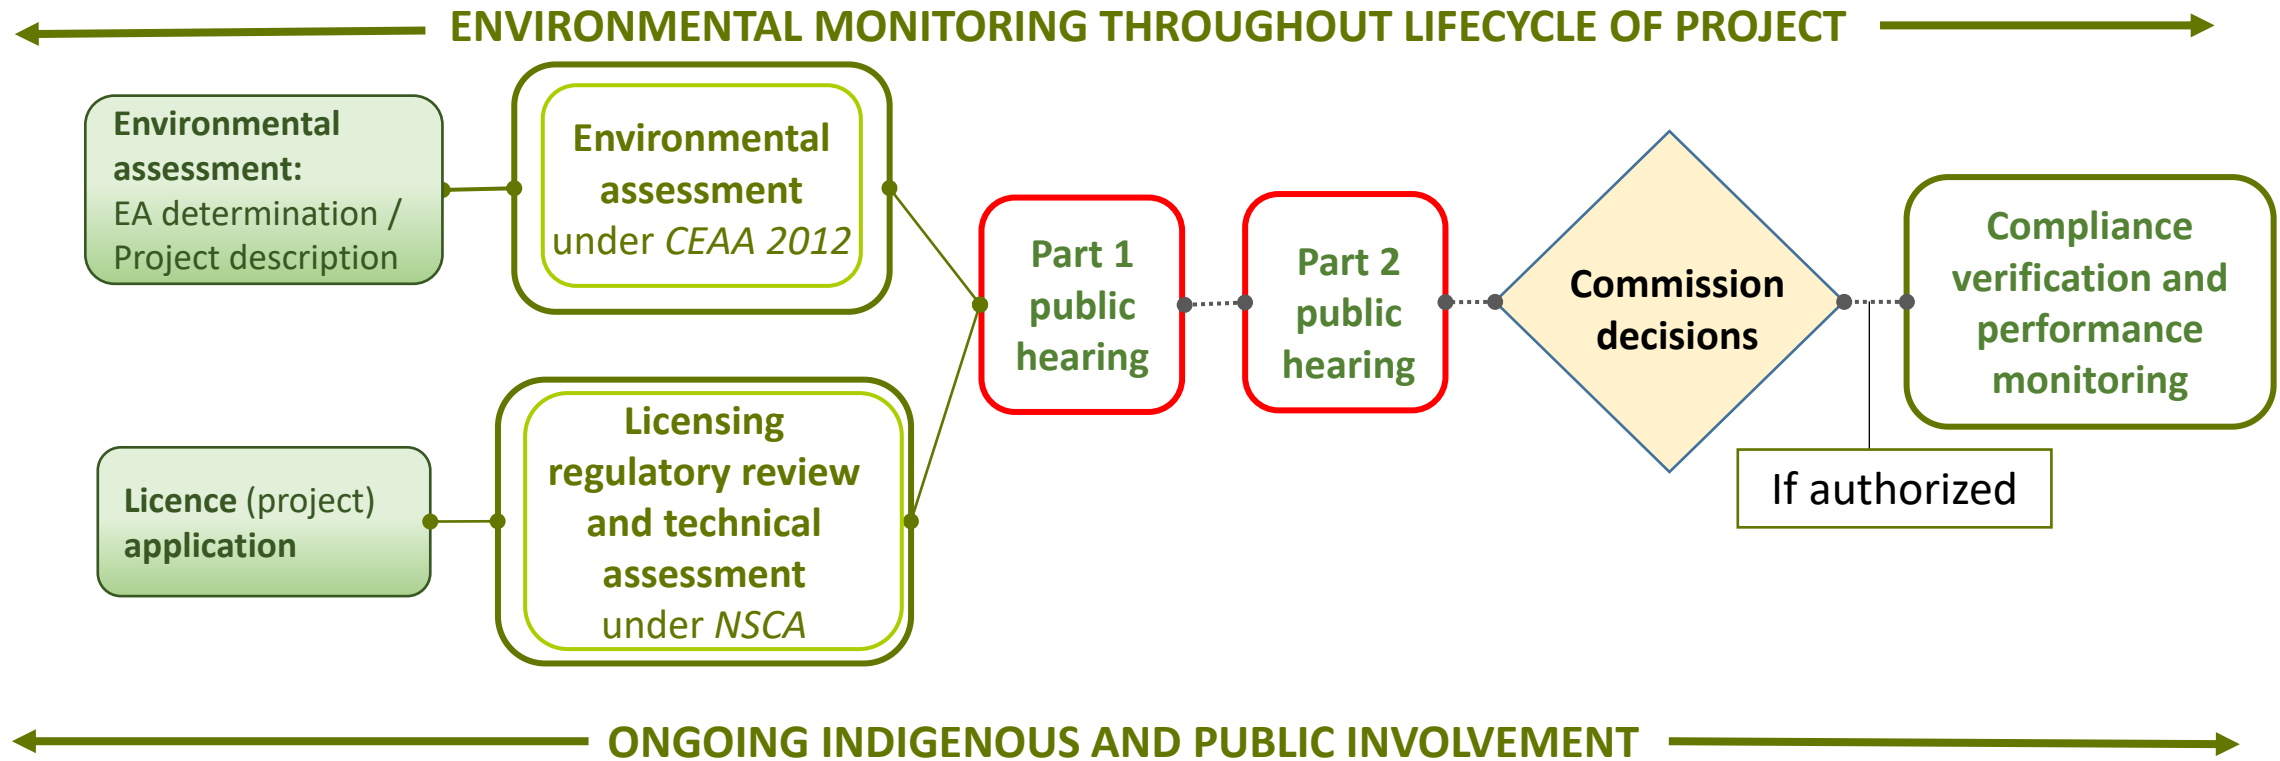 ENVIRONMENTAL MONITORING THROUGHOUT LIFECYCLE OF PROJECT
Environmental
assessment:
EA determination /
Project description
Environmental
assessment
under CEAA 2012
Licence (project)
application
Licensing
regulatory review
and technical
assessment
under NSCA
Part 1
public
hearing
Part 2
public
hearing
Commission
decisions
If authorized
Compliance
verification and
performance
monitoring
ONGOING INDIGENOUS AND PUBLIC INVOLVEMENT